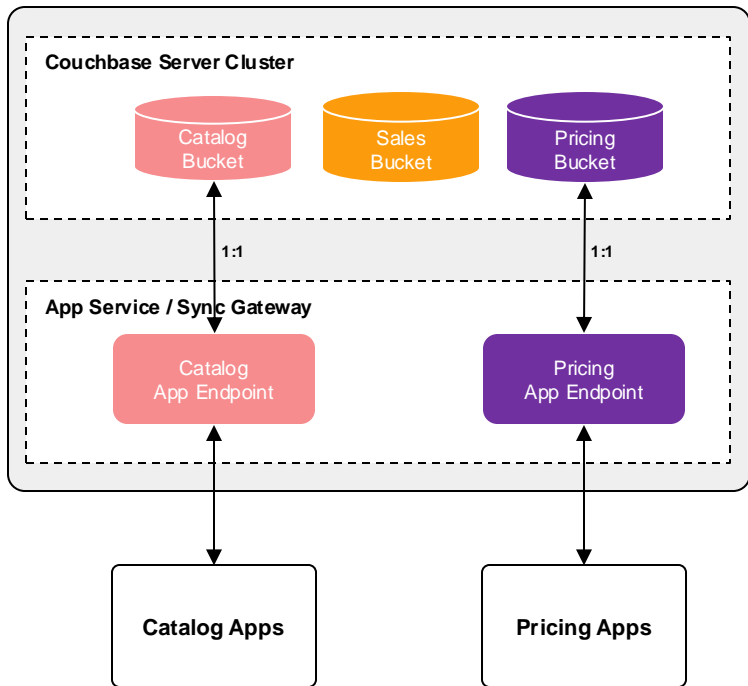 Couchbase Server Cluster
Catalog
Bucket
Sales
Bucket
Pricing
Bucket
1:1
1:1
App Service / Sync Gateway
Catalog
App Endpoint
Pricing
App Endpoint
Catalog Apps
Pricing Apps